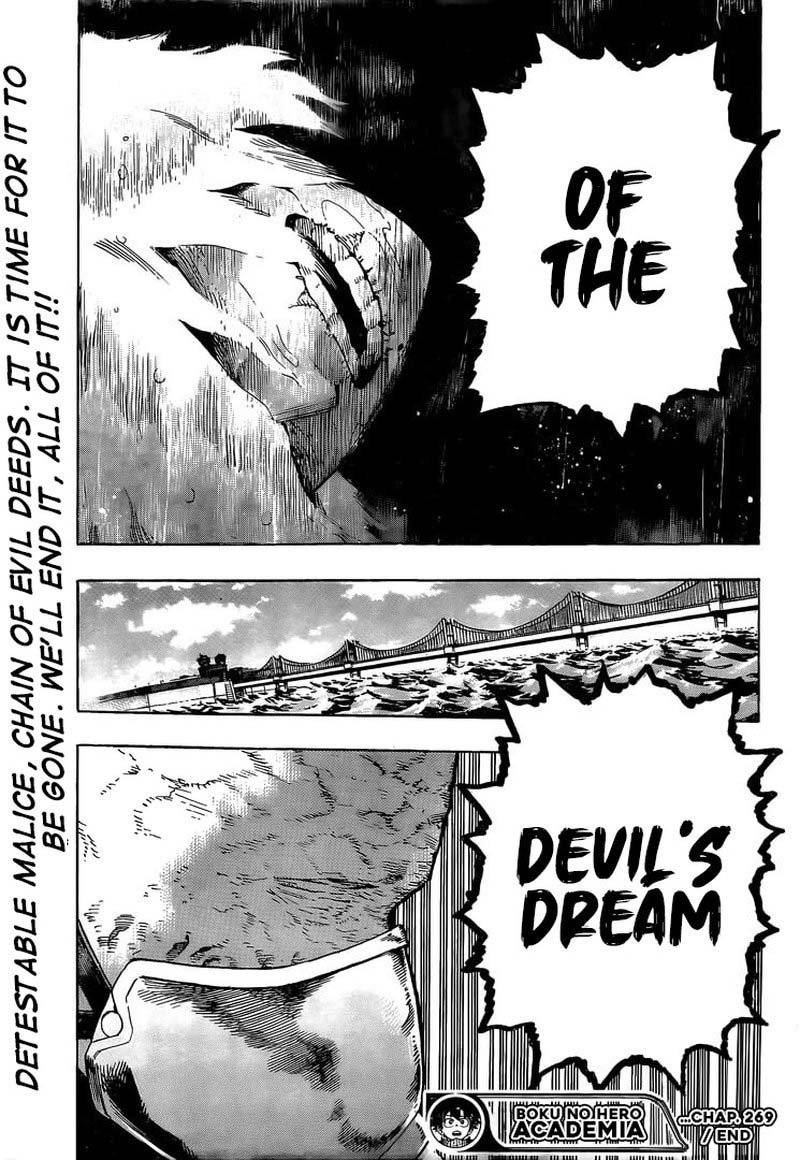 OF
THE
DETESTABLE MALICE, CHAIN OF EVIL DEEDS. IT IS TIME FOR IT TO
BE GONE. WE'LL END IT, ALL OF IT!!
DEVIL'S
DREAM
BOKU NO HERO
ACADEMIA
...CHAP. 269
/ END